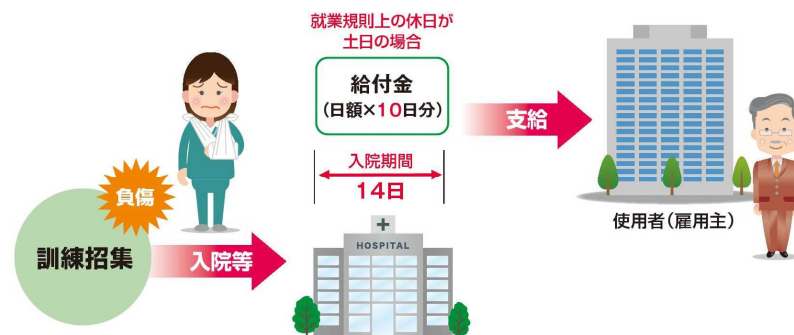 就業規則上の休日が
土日の場合
給付金
(日額×10日分)
支給
入院期間
14日
負傷
訓練招集
入院等
HOSPITAL
使用者(雇用主)